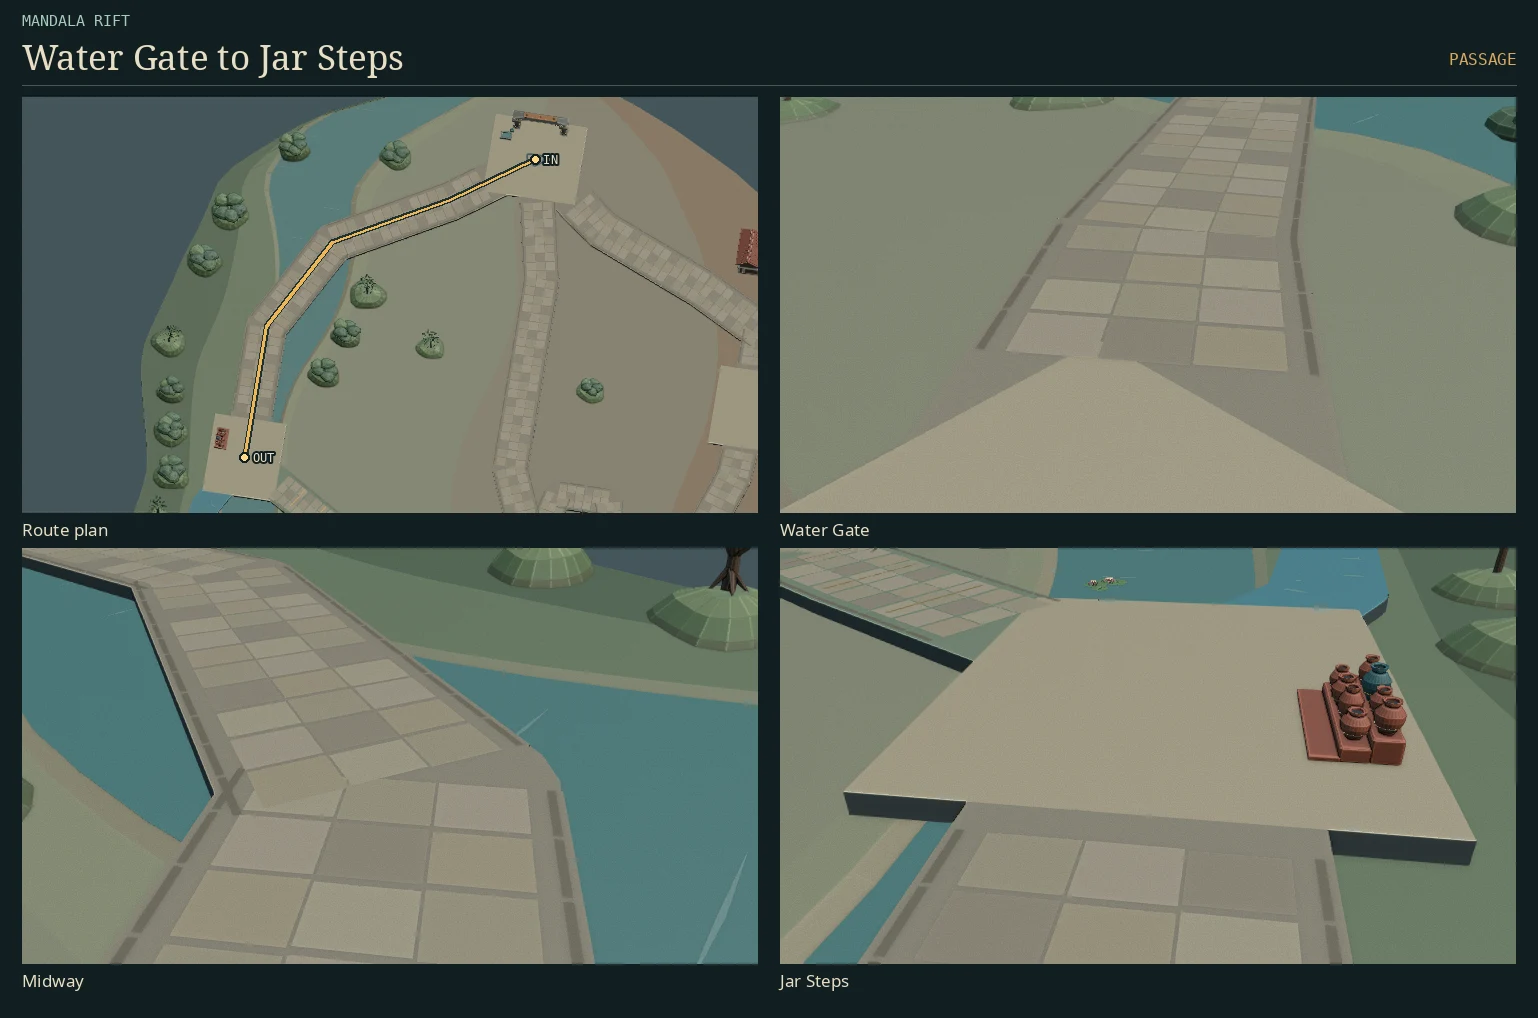 MANDALA RIFT
Water Gate to Jar Steps
PASSAGE
IN
OUT
Route plan
Water Gate
Midway
Jar Steps